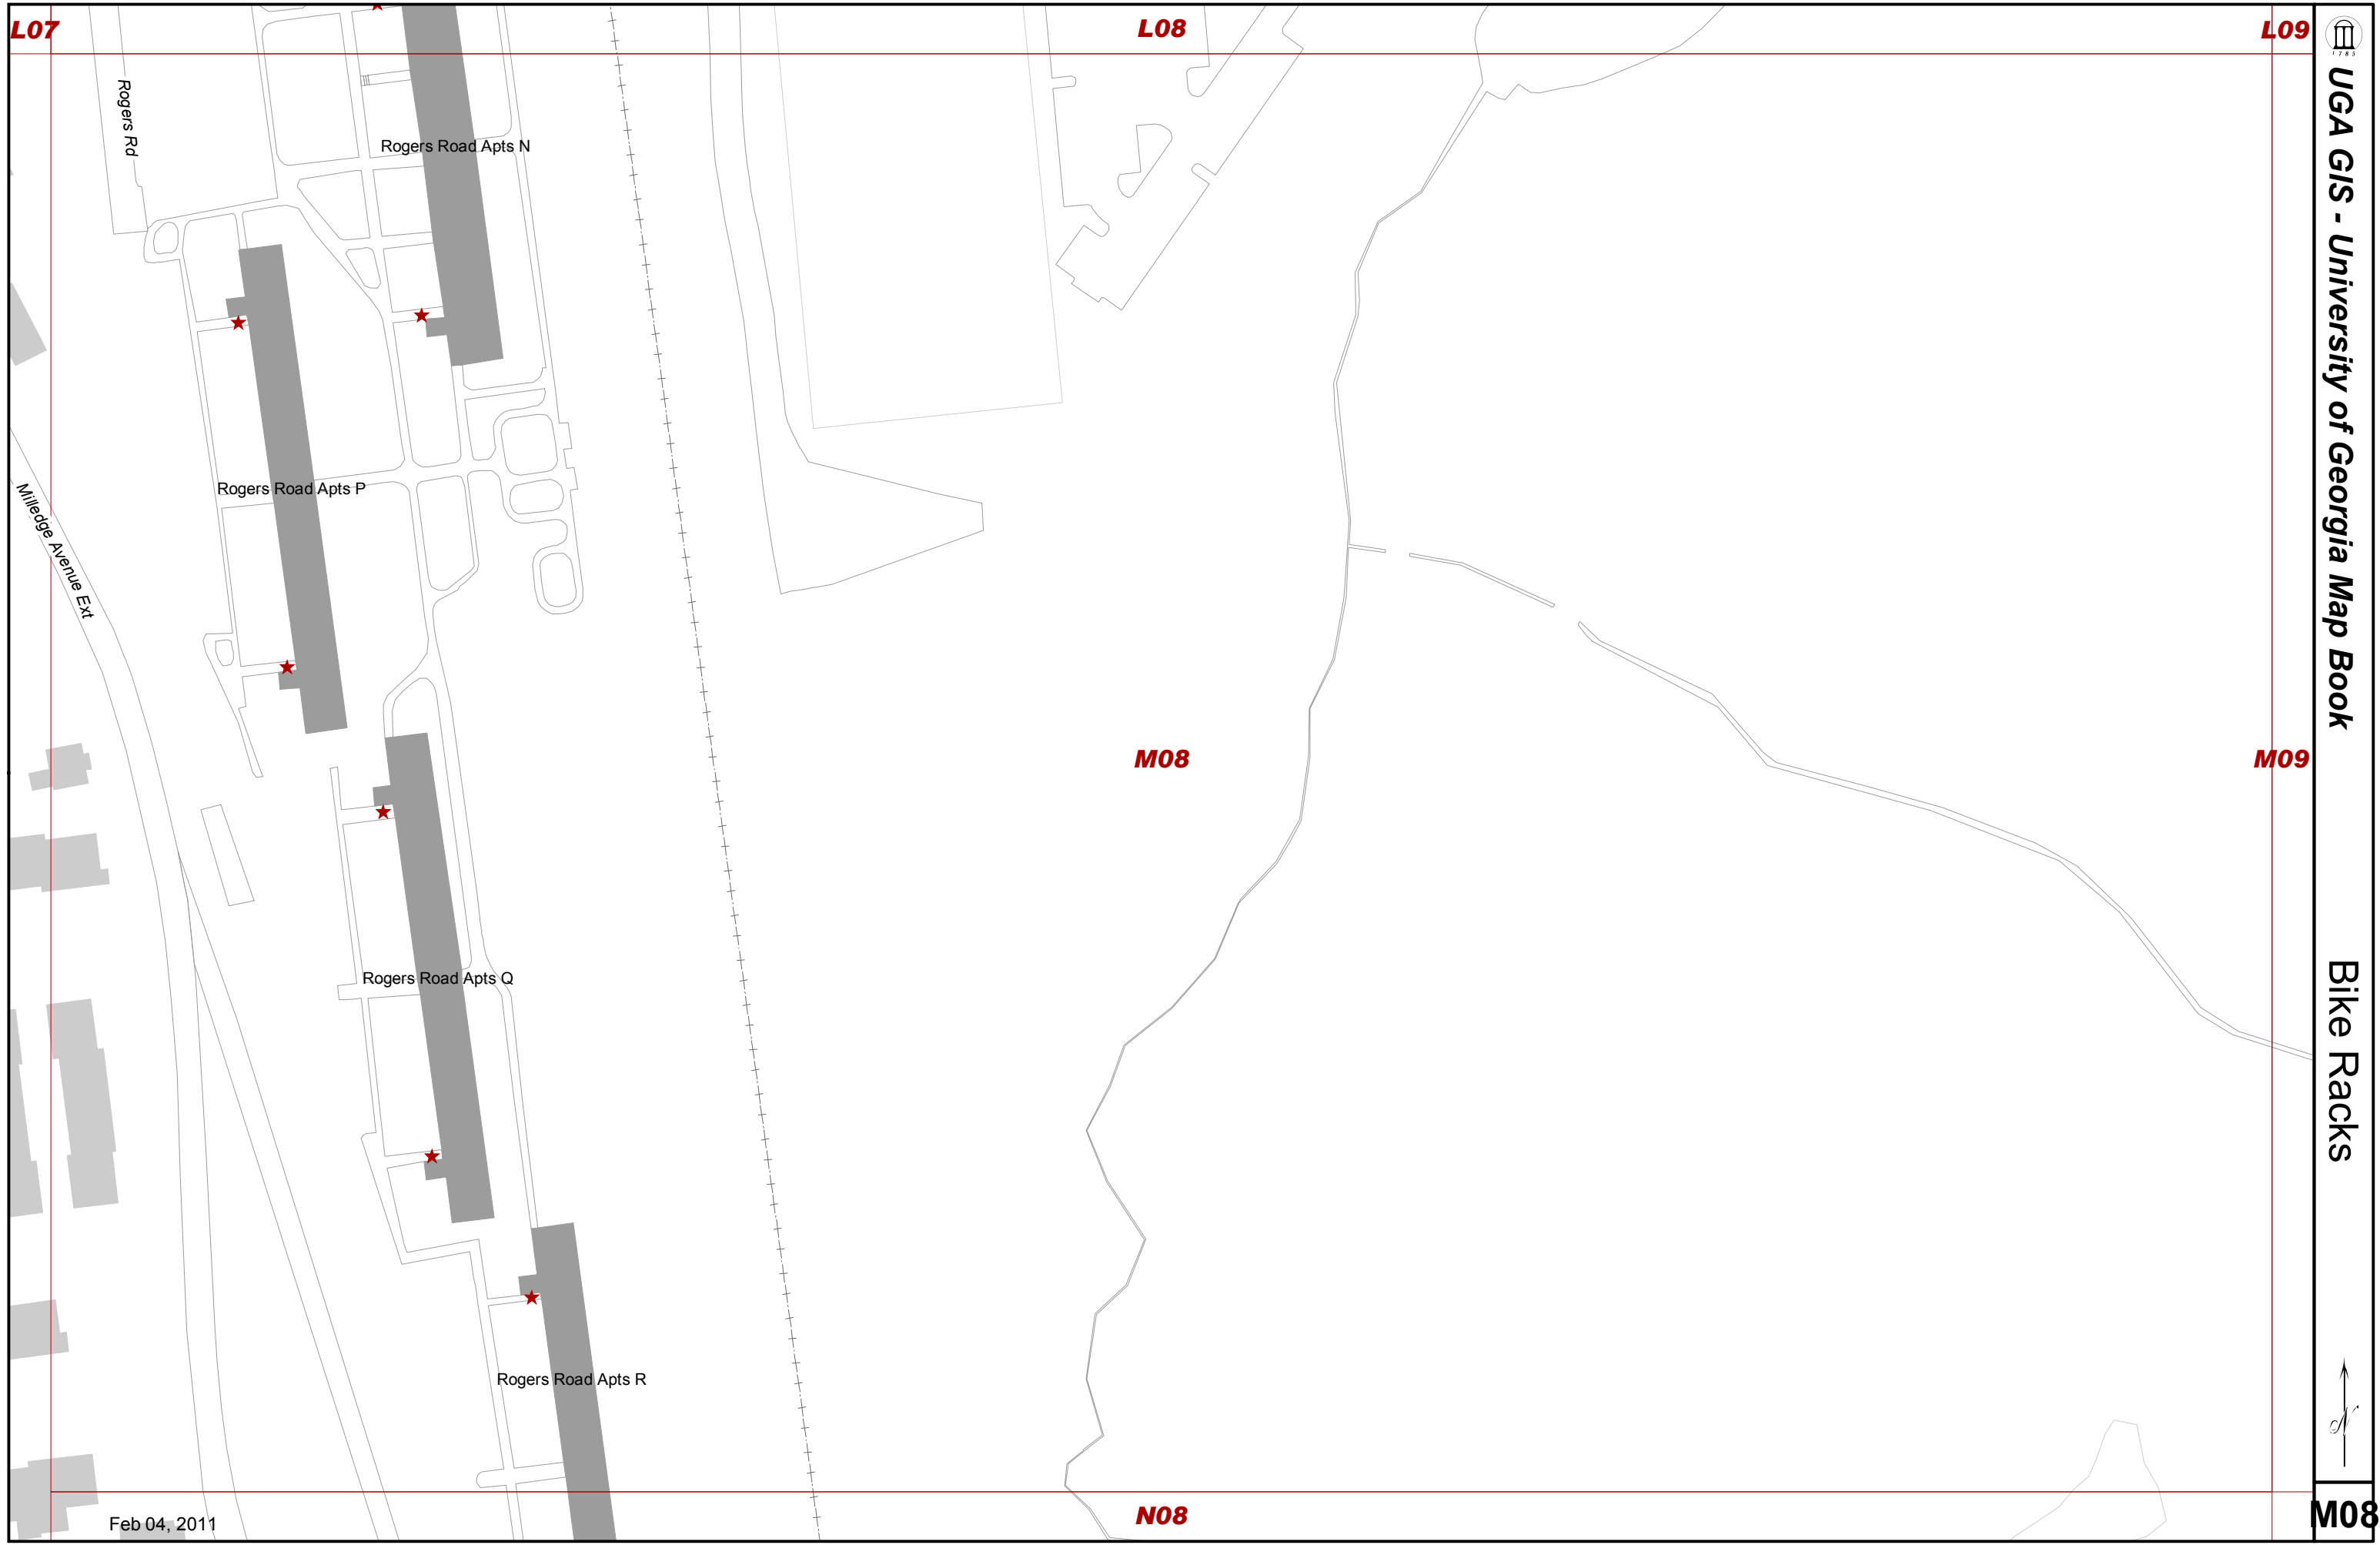 L07
L08
L09
1785
UGA GIS - University of Georgia Map Book
Rogers Rd
Rogers Road Apts N
Rogers Road Apts P
Milledge Avenue Ext
M08
M09
Rogers Road Apts Q
Bike Racks
Rogers Road Apts R
N
N08
Feb 04, 2011
M08